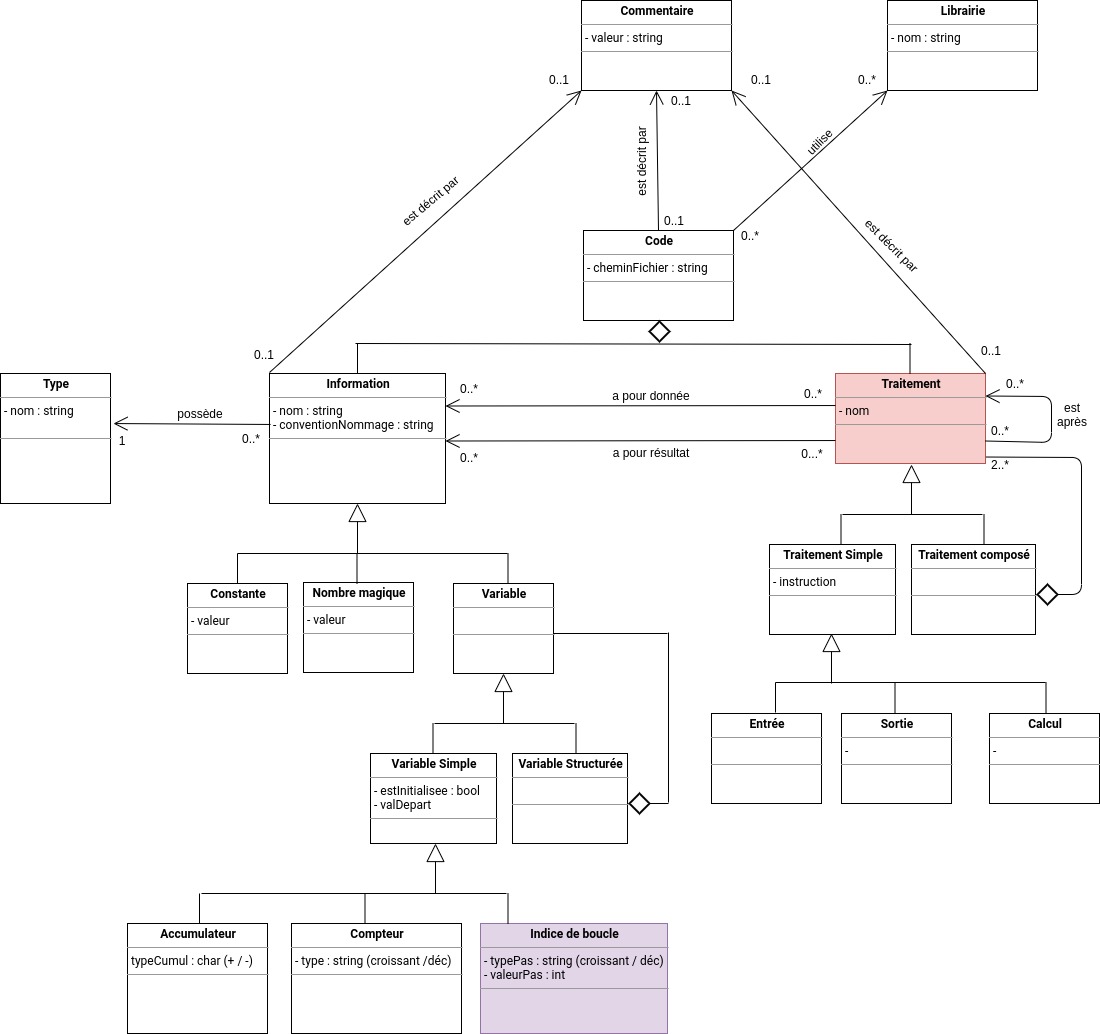 Commentaire
- valeur : string
Librairie
- nom : string
0..1
0..1
0..1
0..*
est décrit par
est décrit par
utilise
est décrit par
0..1
0..*
Code
- cheminFichier : string
0..1
0..1
Type
- nom : string
possède
1
0..*
Information
- nom : string
- conventionNommage : string
0..*
a pour donnée
0..*
0..*
a pour résultat
0...*
Traitement
- nom
0..*
est
après
0..*
2..*
Constante
- valeur
Nombre magique
- valeur
Variable
Traitement Simple
- instruction
Traitement composé
Variable Simple
- estInitialisee : bool
- valDepart
Variable Structurée
Entrée
Sortie
-
Calcul
-
Accumulateur
typeCumul : char (+ / -)
Compteur
- type : string (croissant /déc)
Indice de boucle
- typePas : string (croissant / déc)
- valeurPas : int